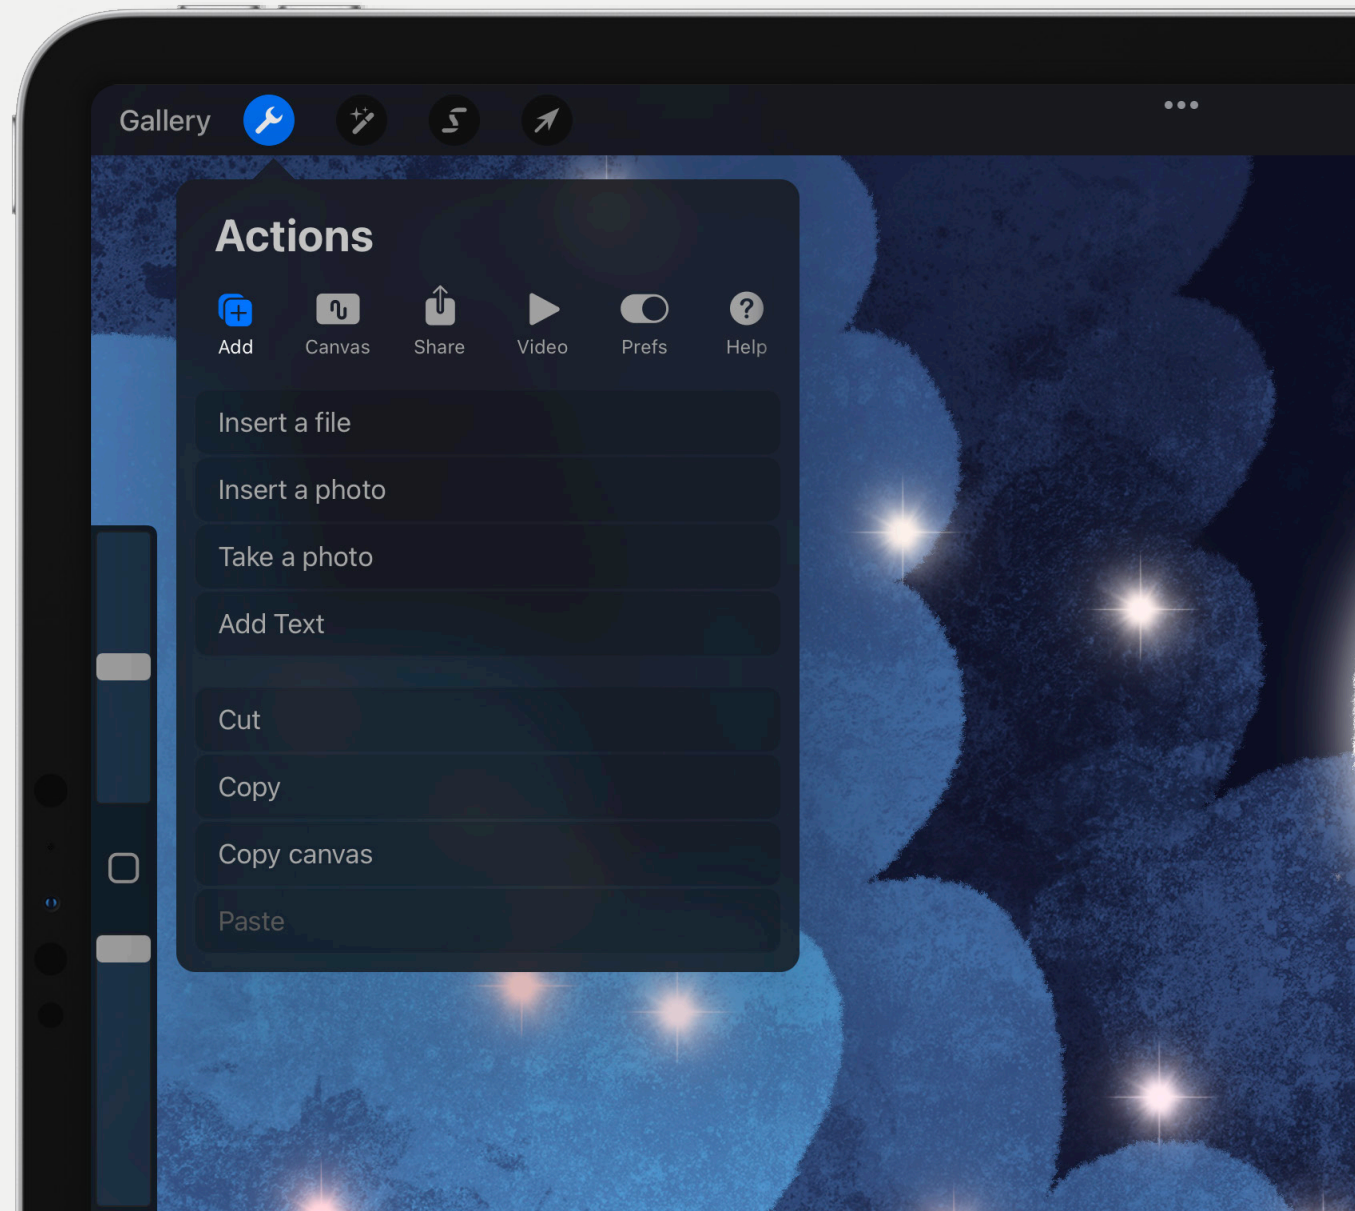 Gallery
Actions
Add Canvas Share Video Prefs Help
Insert a file
Insert a photo
Take a photo
Add Text
Cut
Copy
Copy canvas
Paste